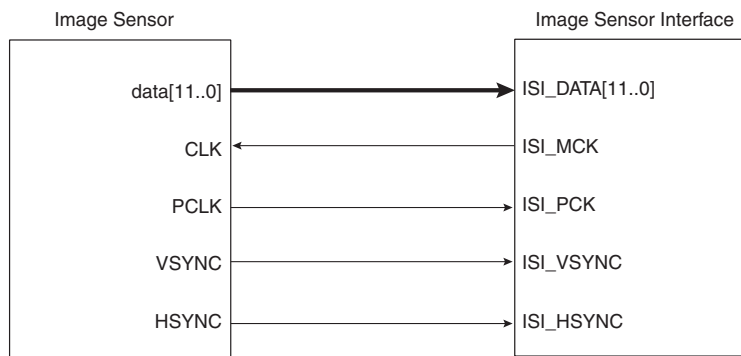 Image Sensor
Image Sensor Interface
data[11..0]
ISI_DATA[11..0]
CLK
ISI_MCK
PCLK
ISI_PCK
VSYNC
ISI_VSYNC
HSYNC
ISI_HSYNC